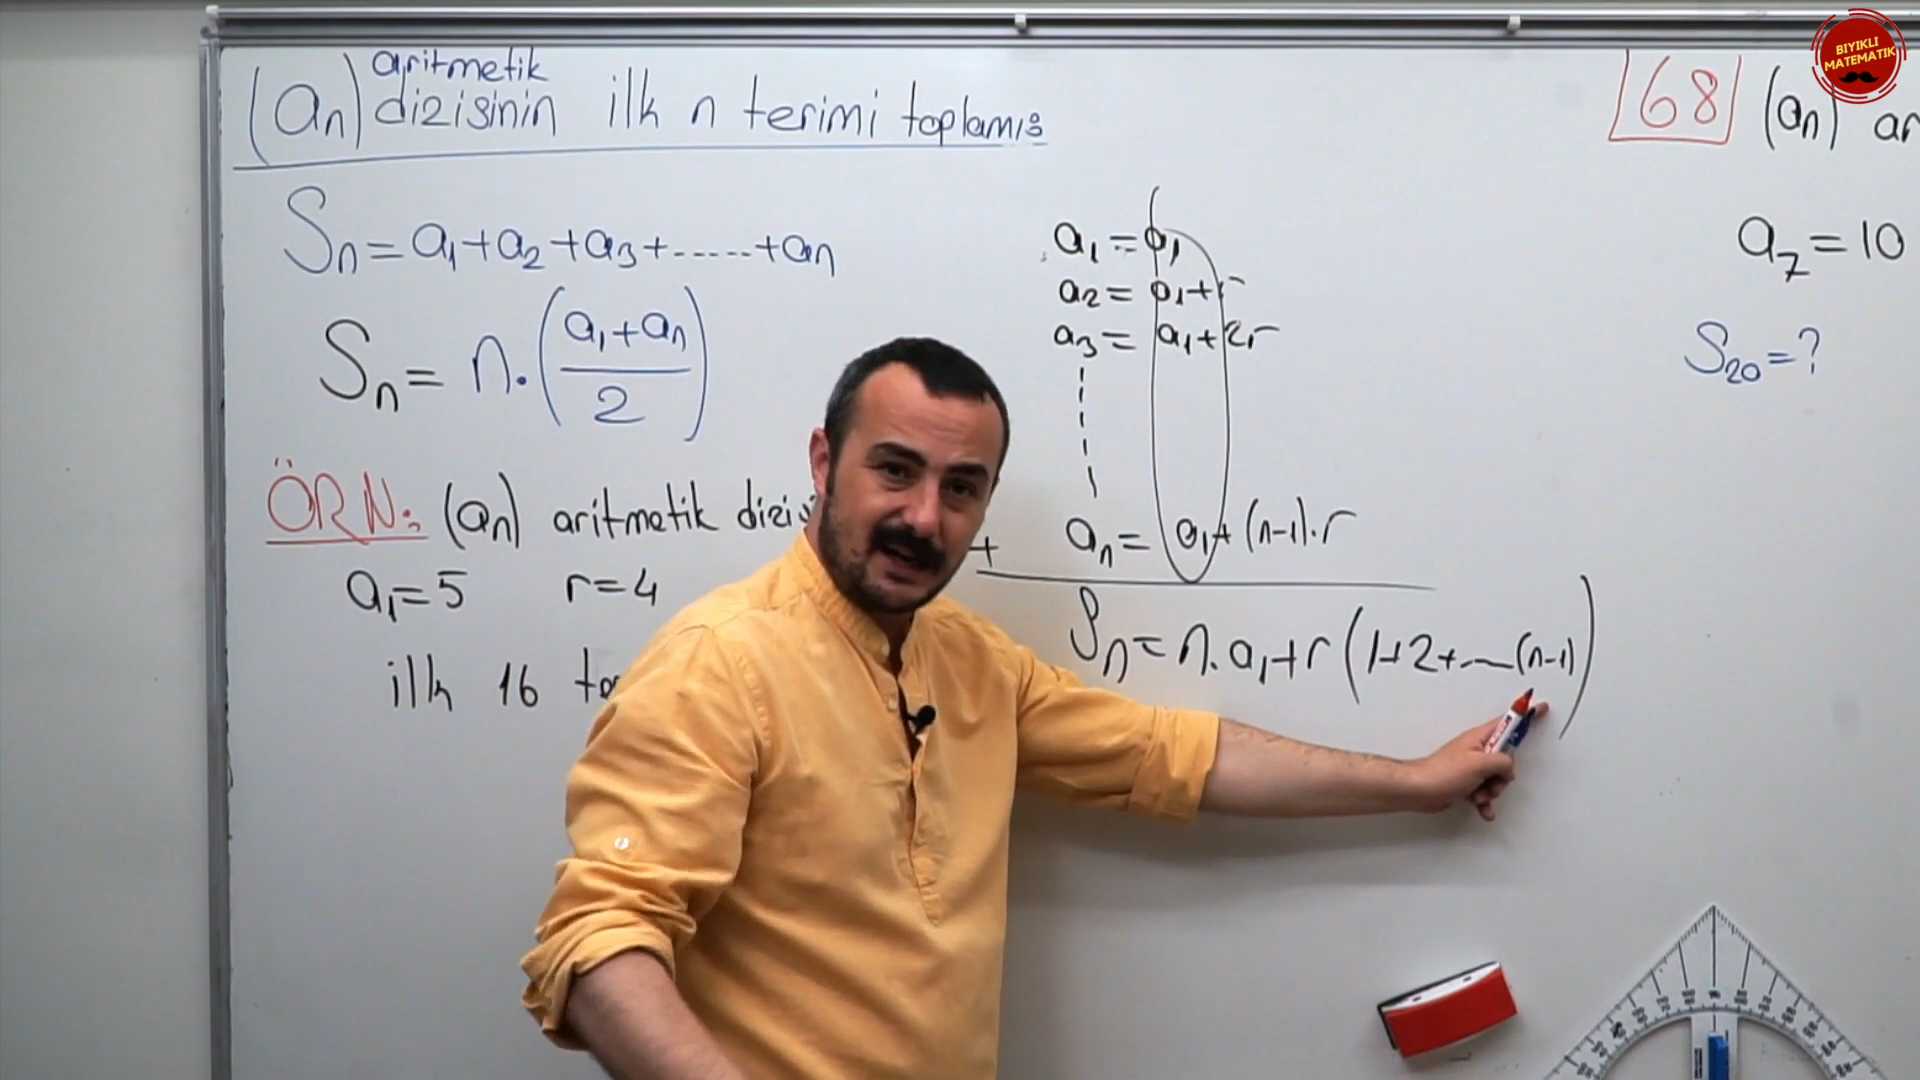 (aₙ) aritmetik dizisinin ilk n terimi toplamı:
Sₙ = a₁+a₂+a₃+.....+aₙ
Sₙ = n.((a₁+aₙ)/2)
ÖRN: (aₙ) aritmetik
a₁=5 r=4
ilk 16
a₁ = a₁
a₂ = a₁+r
a₃ = a₁+2r
+ aₙ = a₁+(n-1).r
Sₙ = n.a₁+r(1+2+...(n-1))
68 (aₙ) ar
a₇ = 10
S₂₀ = ?
BIYIKLI
MATEMATIK